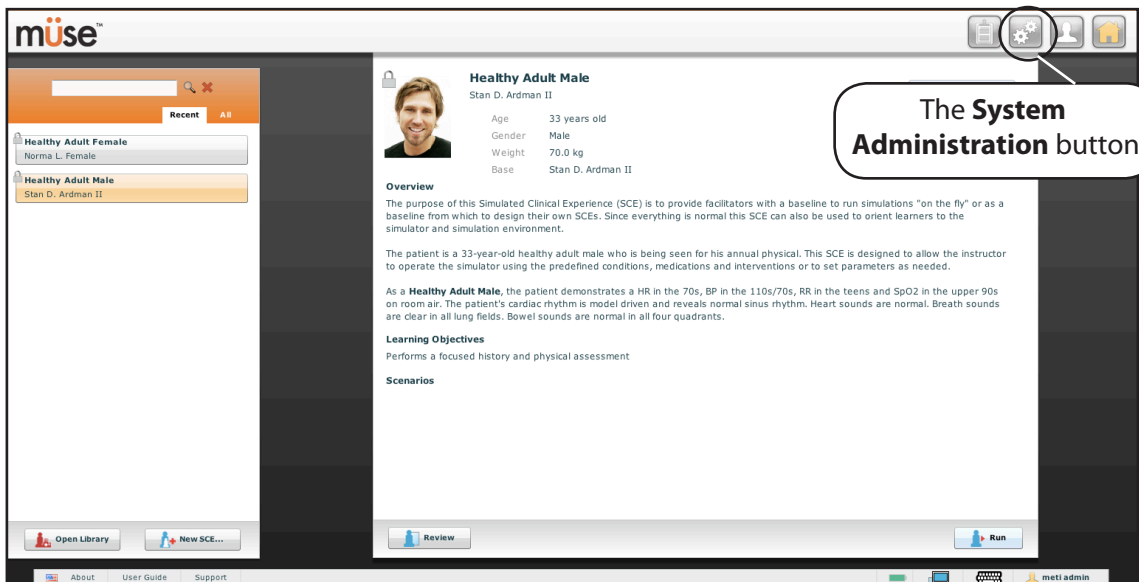 müse™
Recent All
Healthy Adult Female
Norma L. Female
Healthy Adult Male
Stan D. Ardman II
Open Library New SCE...
Healthy Adult Male
Stan D. Ardman II
Age 33 years old
Gender Male
Weight 70.0 kg
Base Stan D. Ardman II
The System
Administration button
Overview
The purpose of this Simulated Clinical Experience (SCE) is to provide facilitators with a baseline to run simulations "on the fly" or as a
baseline from which to design their own SCEs. Since everything is normal this SCE can also be used to orient learners to the
simulator and simulation environment.
The patient is a 33-year-old healthy adult male who is being seen for his annual physical. This SCE is designed to allow the instructor
to operate the simulator using the predefined conditions, medications and interventions or to set parameters as needed.
As a Healthy Adult Male, the patient demonstrates a HR in the 70s, BP in the 110s/70s, RR in the teens and SpO2 in the upper 90s
on room air. The patient's cardiac rhythm is model driven and reveals normal sinus rhythm. Heart sounds are normal. Breath sounds
are clear in all lung fields. Bowel sounds are normal in all four quadrants.
Learning Objectives
Performs a focused history and physical assessment
Scenarios
Review Run
About User Guide Support meti admin